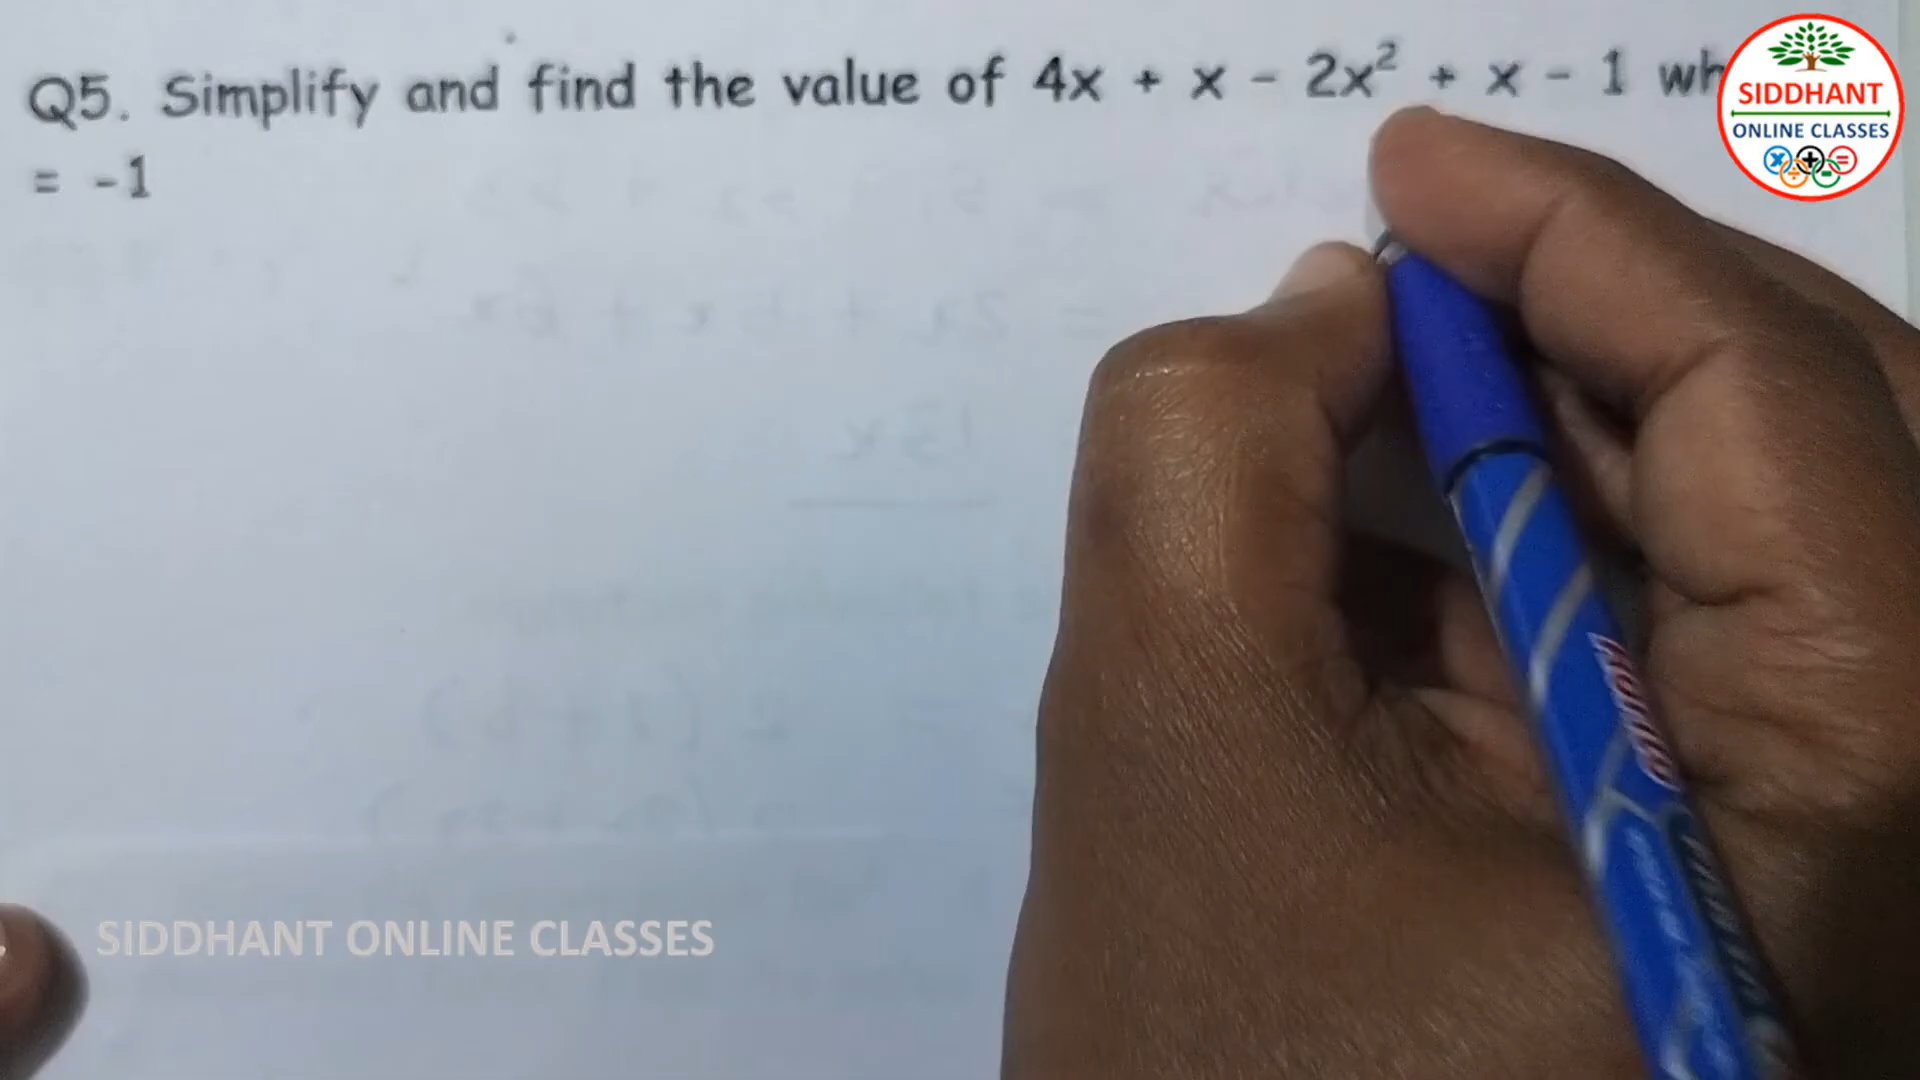 Q5. Simplify and find the value of 4x + x - 2x² + x - 1 wh
= -1
SIDDHANT
ONLINE CLASSES
SIDDHANT ONLINE CLASSES